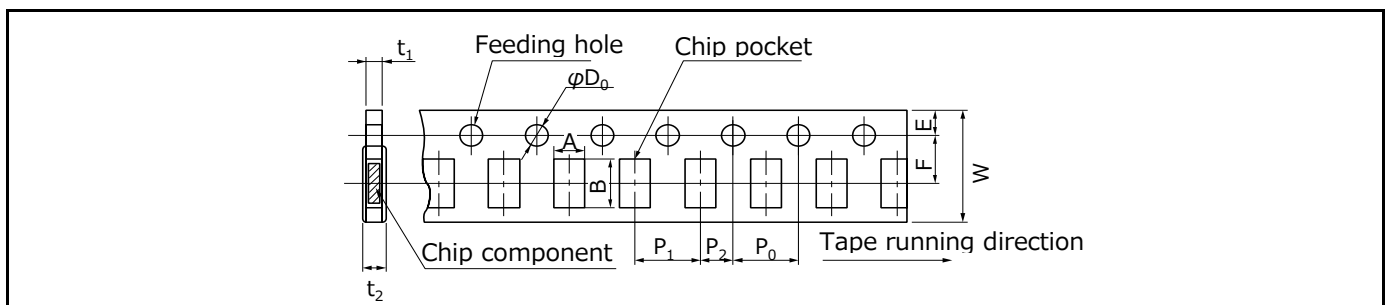 t₁
Feeding hole
Chip pocket
φD₀
A
E
F
W
B
P₁
P₂
P₀
Tape running direction
Chip component
t₂